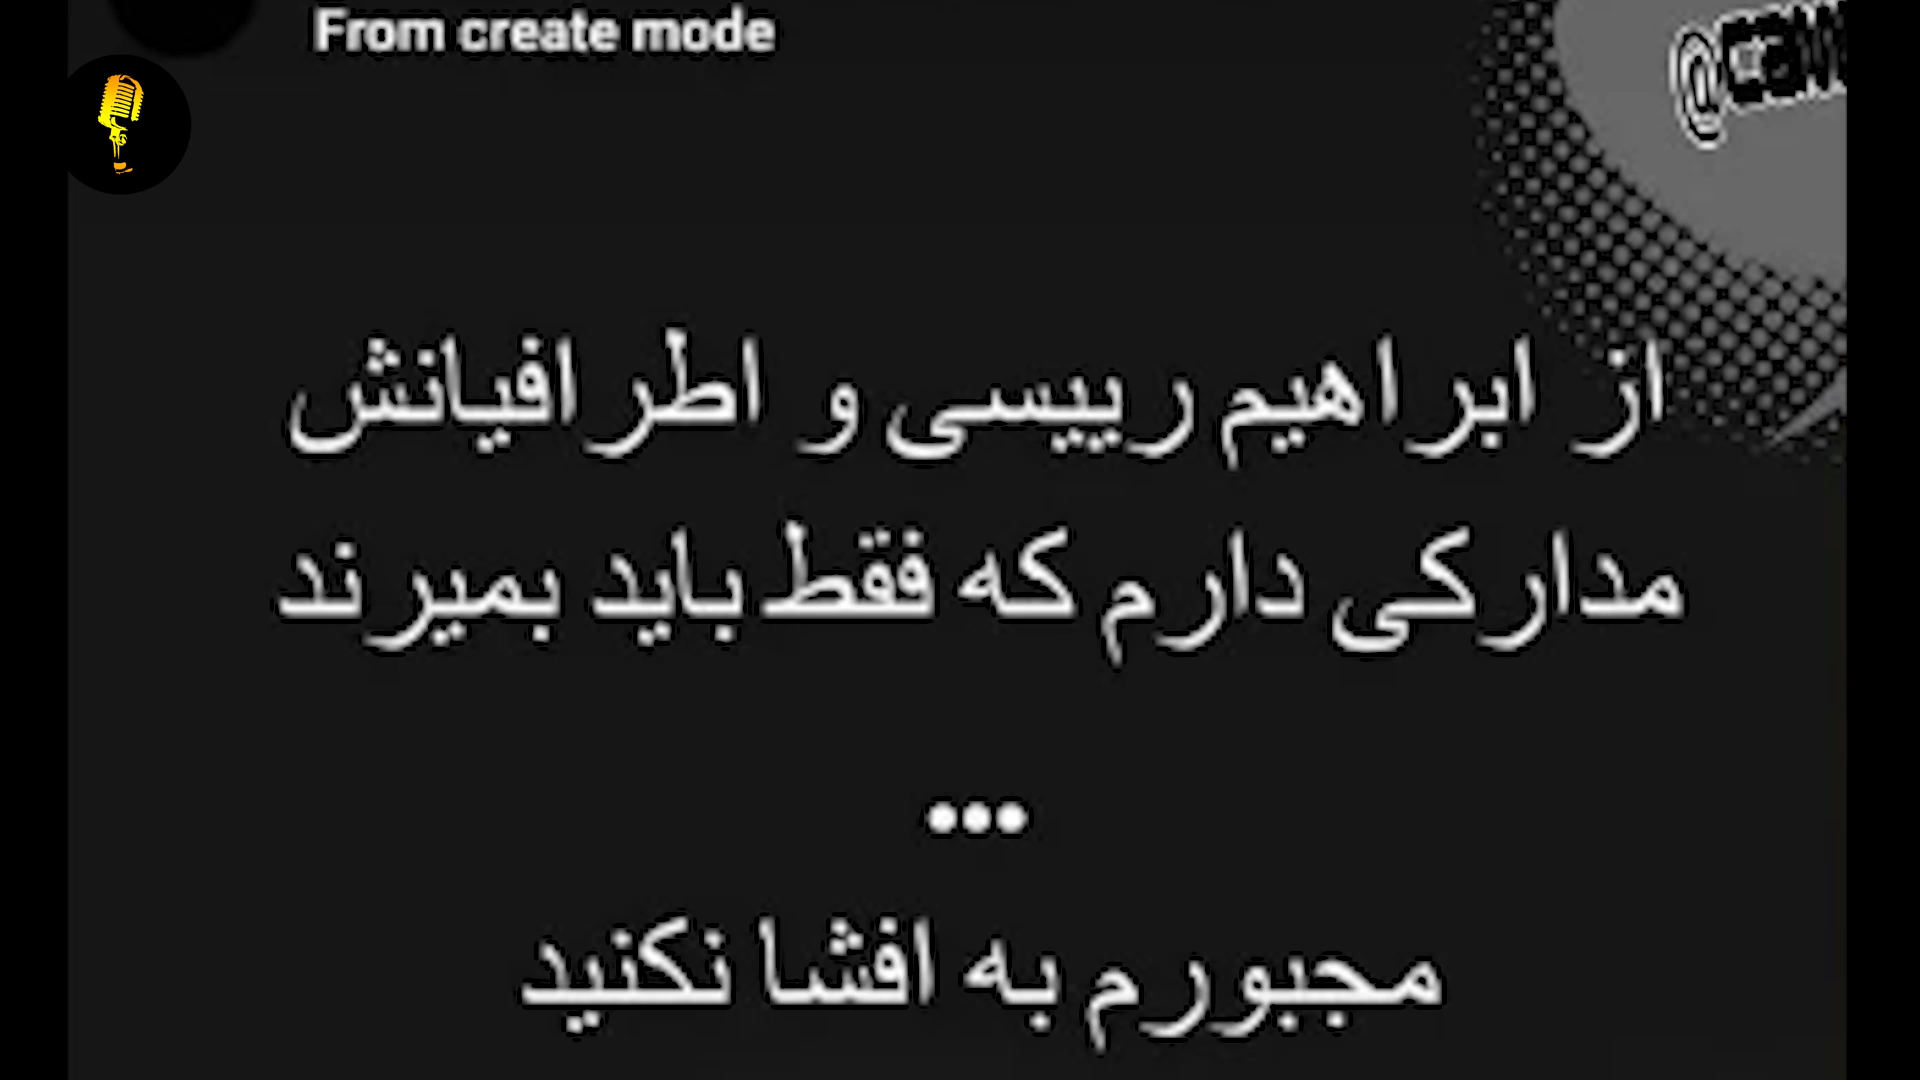 From create mode
از ابراهیم رییسی و اطرافیانش
مدارکی دارم که فقط باید بمیرند
...
مجبورم به افشا نکنید